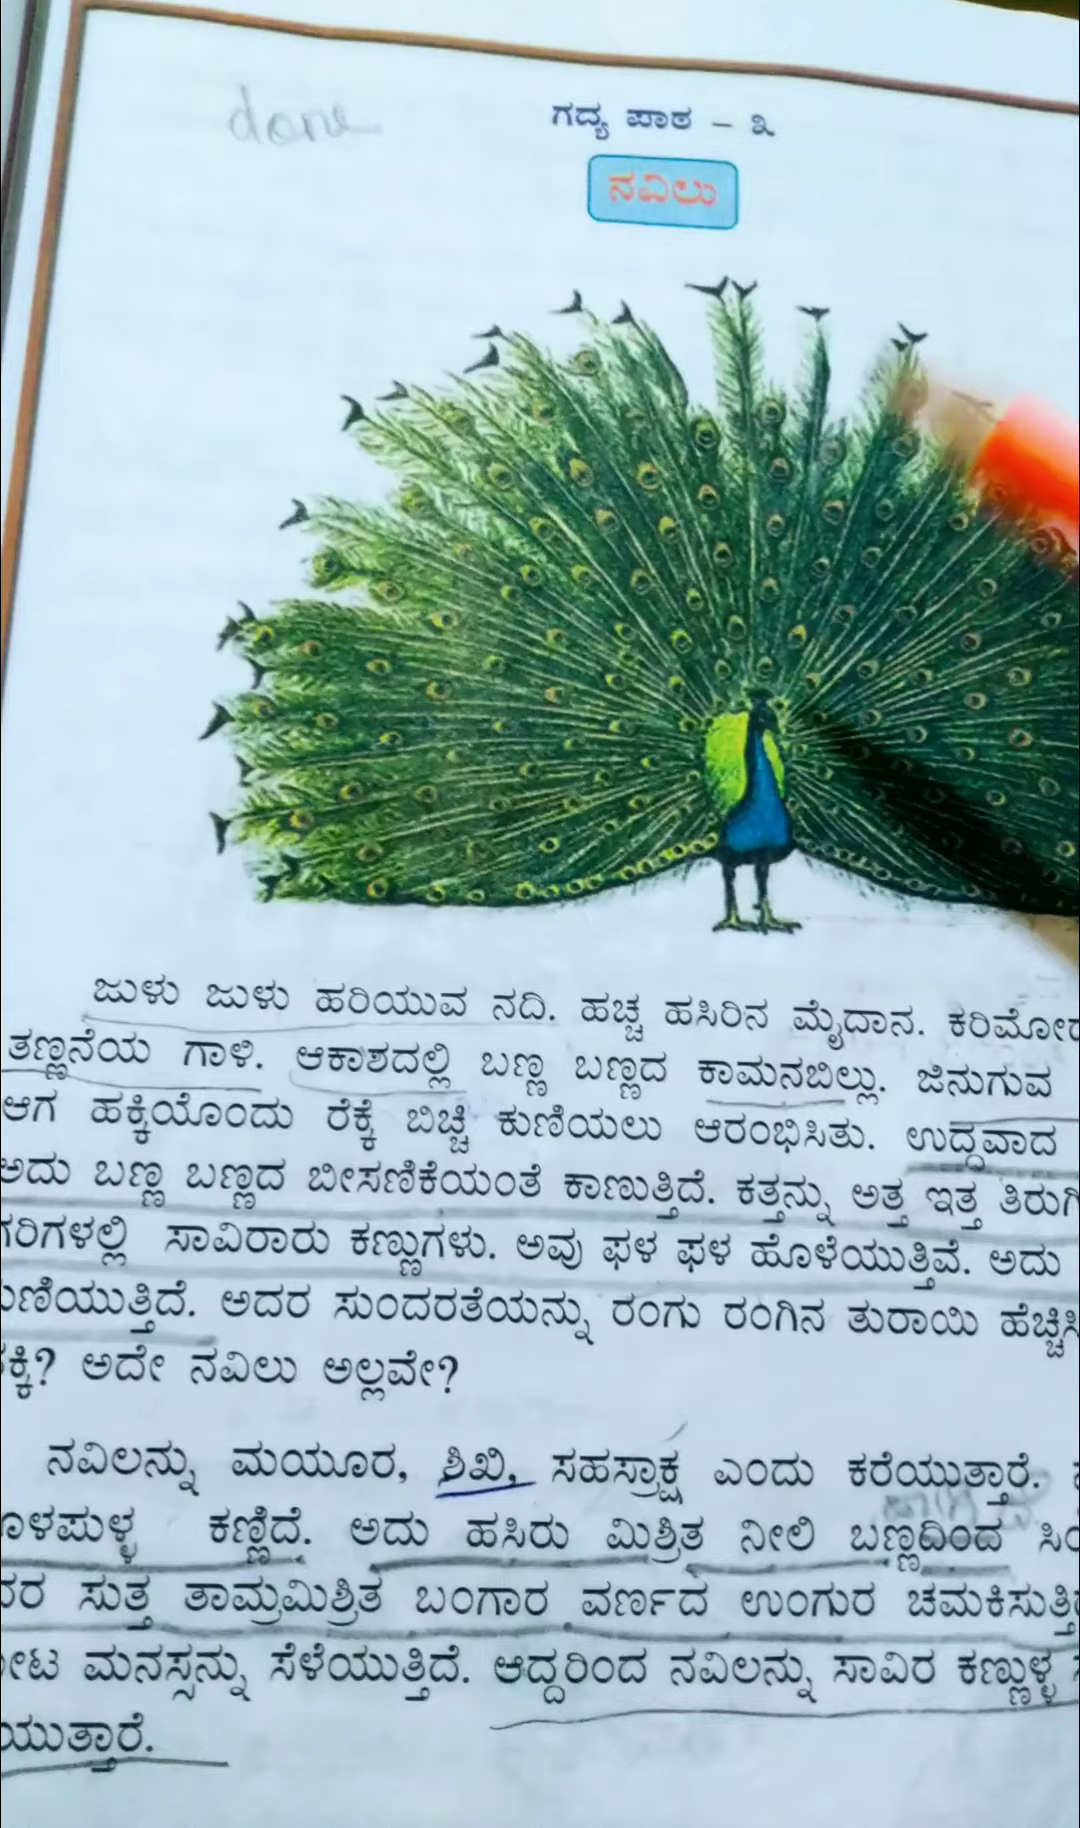 done
ಗದ್ಯ ಪಾಠ – ೩
ನವಿಲು
ಜುಳು ಜುಳು ಹರಿಯುವ ನದಿ. ಹಚ್ಚ ಹಸಿರಿನ ಮೈದಾನ.
ತಣ್ಣನೆಯ ಗಾಳಿ. ಆಕಾಶದಲ್ಲಿ ಬಣ್ಣ ಬಣ್ಣದ ಕಾಮನಬಿಲ್ಲು. ಜಿನುಗುವ
ಆಗ ಹಕ್ಕಿಯೊಂದು ರೆಕ್ಕೆ ಬಿಚ್ಚಿ ಕುಣಿಯಲು ಆರಂಭಿಸಿತು. ಉದ್ದವಾದ
ಅದು ಬಣ್ಣ ಬಣ್ಣದ ಬೀಸಣಿಕೆಯಂತೆ ಕಾಣುತ್ತಿದೆ. ಕತ್ತನ್ನು ಅತ್ತ ಇತ್ತ
ಗರಿಗಳಲ್ಲಿ ಸಾವಿರಾರು ಕಣ್ಣುಗಳು. ಅವು ಫಳ ಫಳ ಹೊಳೆಯುತ್ತಿವೆ. ಅದು
ಅದರ ಸುಂದರತೆಯನ್ನು ರಂಗು ರಂಗಿನ ತುರಾಯಿ
ಅದೇ ನವಿಲು ಅಲ್ಲವೇ?
ನವಿಲನ್ನು ಮಯೂರ, ಶಿಖಿ, ಸಹಸ್ರಾಕ್ಷ ಎಂದು ಕರೆಯುತ್ತಾರೆ.
ಕಣ್ಣಿದೆ. ಅದು ಹಸಿರು ಮಿಶ್ರಿತ ನೀಲಿ ಬಣ್ಣದಿಂದ
ಸುತ್ತ ತಾಮ್ರಮಿಶ್ರಿತ ಬಂಗಾರ ವರ್ಣದ ಉಂಗುರ
ಮನಸ್ಸನ್ನು ಸೆಳೆಯುತ್ತಿದೆ. ಆದ್ದರಿಂದ ನವಿಲನ್ನು ಸಾವಿರ ಕಣ್ಣುಳ್ಳ